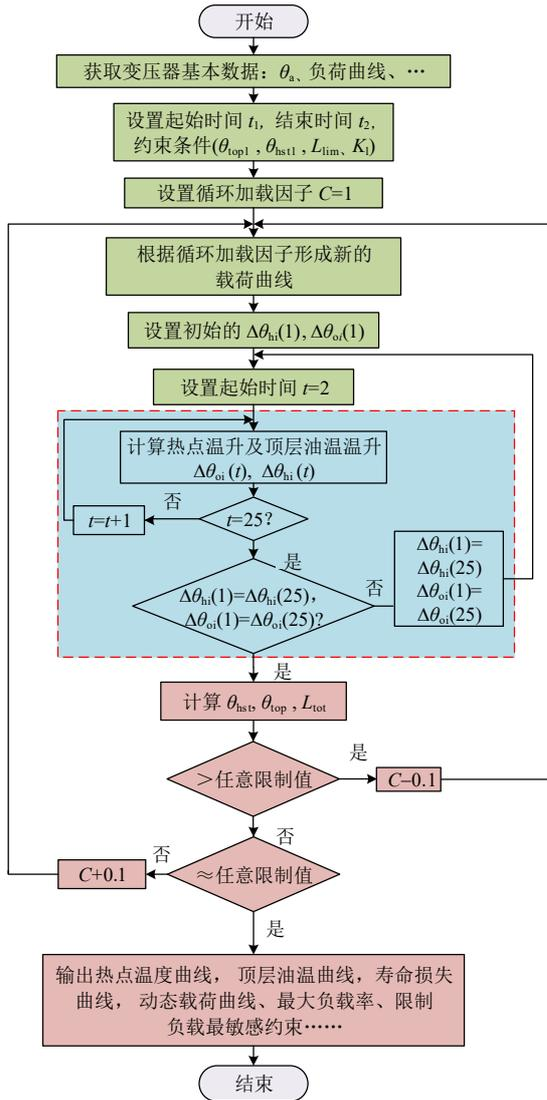 开始
获取变压器基本数据：θa、负荷曲线、…
设置起始时间 t1，结束时间 t2，
约束条件(θtop1 , θhst1 , Llim、K1)
设置循环加载因子 C=1
根据循环加载因子形成新的
载荷曲线
设置初始的 Δθhi(1), Δθoi(1)
设置起始时间 t=2
计算热点温升及顶层油温温升
Δθoi (t), Δθhi (t)
否
t=t+1
t=25?
是
Δθhi(1)=Δθhi(25)，
Δθoi(1)=Δθoi(25)?
否
Δθhi(1)=
Δθhi(25)
Δθoi(1)=
Δθoi(25)
是
计算 θhst, θtop , Ltot
＞任意限制值
是
C−0.1
否
≈任意限制值
否
C+0.1
是
输出热点温度曲线， 顶层油温曲线，寿命损失
曲线， 动态载荷曲线、最大负载率、限制
负载最敏感约束……
结束